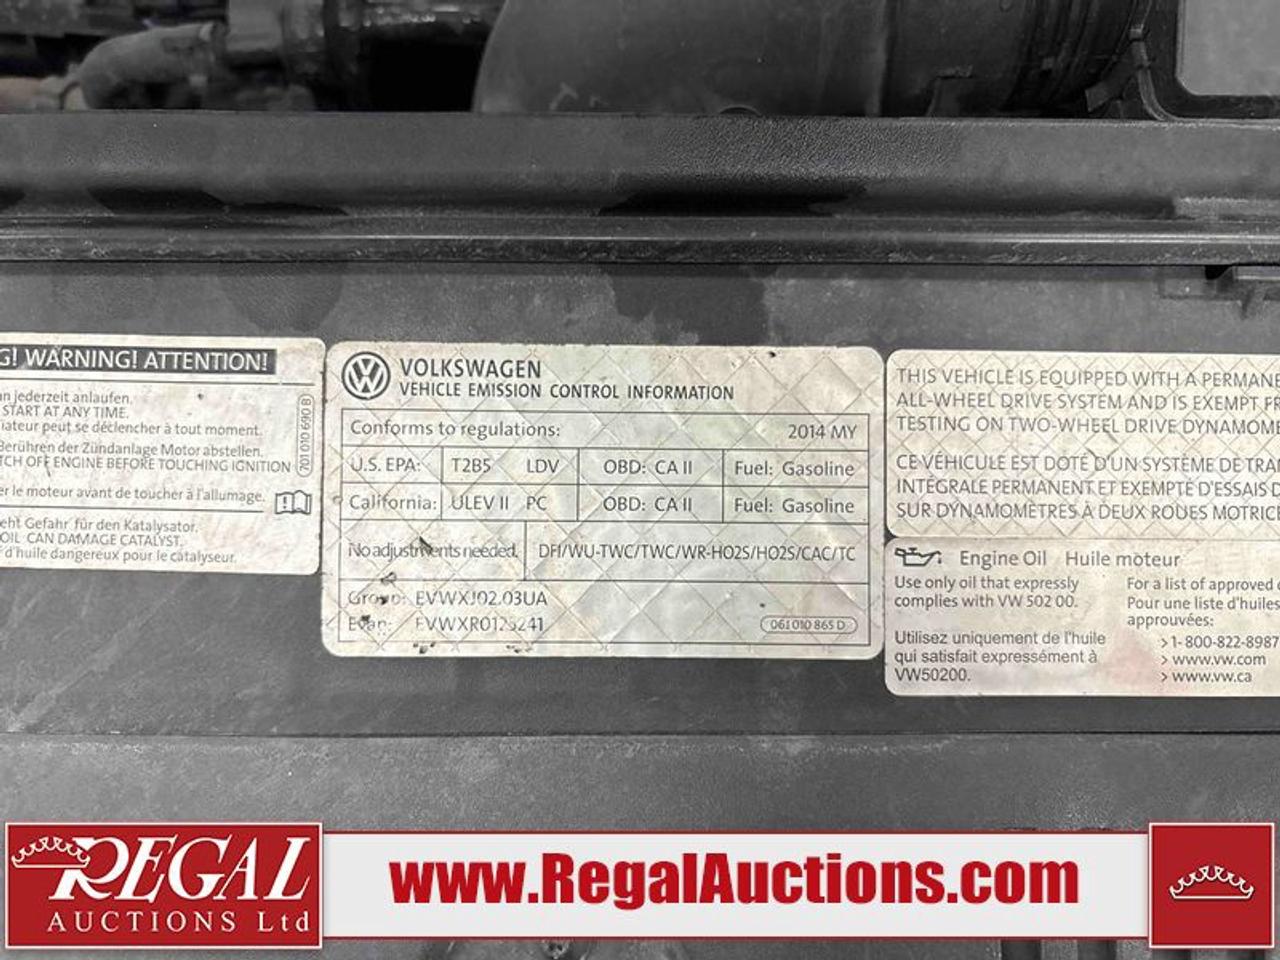 G! WARNING! ATTENTION!
an jederzeit anlaufen.
START AT ANY TIME.
iateur peut se déclencher à tout moment.
Berühren der Zündanlage Motor abstellen.
TCH OFF ENGINE BEFORE TOUCHING IGNITION
er le moteur avant de toucher à l'allumage.
eht Gefahr für den Katalysator.
OIL CAN DAMAGE CATALYST.
d'huile dangereux pour le catalyseur.
701 010 690 B
VOLKSWAGEN
VEHICLE EMISSION CONTROL INFORMATION
Conforms to regulations: 2014 MY
U.S. EPA: T2B5 LDV OBD: CA II Fuel: Gasoline
California: ULEV II PC OBD: CA II Fuel: Gasoline
No adjustments needed. DFI/WU-TWC/TWC/WR-HO2S/HO2S/CAC/TC
Group: EVWXJ02.03UA
Evap:
061 010 865 D
THIS VEHICLE IS EQUIPPED WITH A PERMANE
ALL-WHEEL DRIVE SYSTEM AND IS EXEMPT FR
TESTING ON TWO-WHEEL DRIVE DYNAMOME
CE VÉHICULE EST DOTÉ D'UN SYSTÈME DE TRA
INTÉGRALE PERMANENT ET EXEMPTÉ D'ESSAIS D
SUR DYNAMOMÈTRES À DEUX ROUES MOTRIC
Engine Oil Huile moteur
Use only oil that expressly
complies with VW 502 00.
Utilisez uniquement de l'huile
qui satisfait expressément à
VW50200.
For a list of approved
Pour une liste d'huiles
approuvées:
>1-800-822-8987
> www.vw.com
> www.vw.ca
REGAL
AUCTIONS Ltd
www.RegalAuctions.com